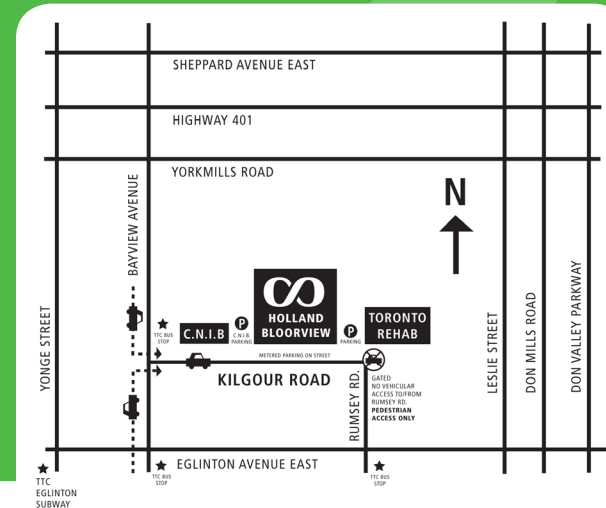 SHEPPARD AVENUE EAST
HIGHWAY 401
YORKMILLS ROAD
N
BAYVIEW AVENUE
YONGE STREET
LESLIE STREET
DON MILLS ROAD
DON VALLEY PARKWAY
TTC BUS
STOP
C.N.I.B
P
C.N.I.B.
PARKING
HOLLAND
BLOORVIEW
P
PARKING
TORONTO
REHAB
METERED PARKING ON STREET
KILGOUR ROAD
RUMSEY RD.
GATED
NO VEHICULAR
ACCESS TO/FROM
RUMSEY RD.
PEDESTRIAN
ACCESS ONLY
EGLINTON AVENUE EAST
TTC BUS
STOP
TTC BUS
STOP
TTC
EGLINTON
SUBWAY